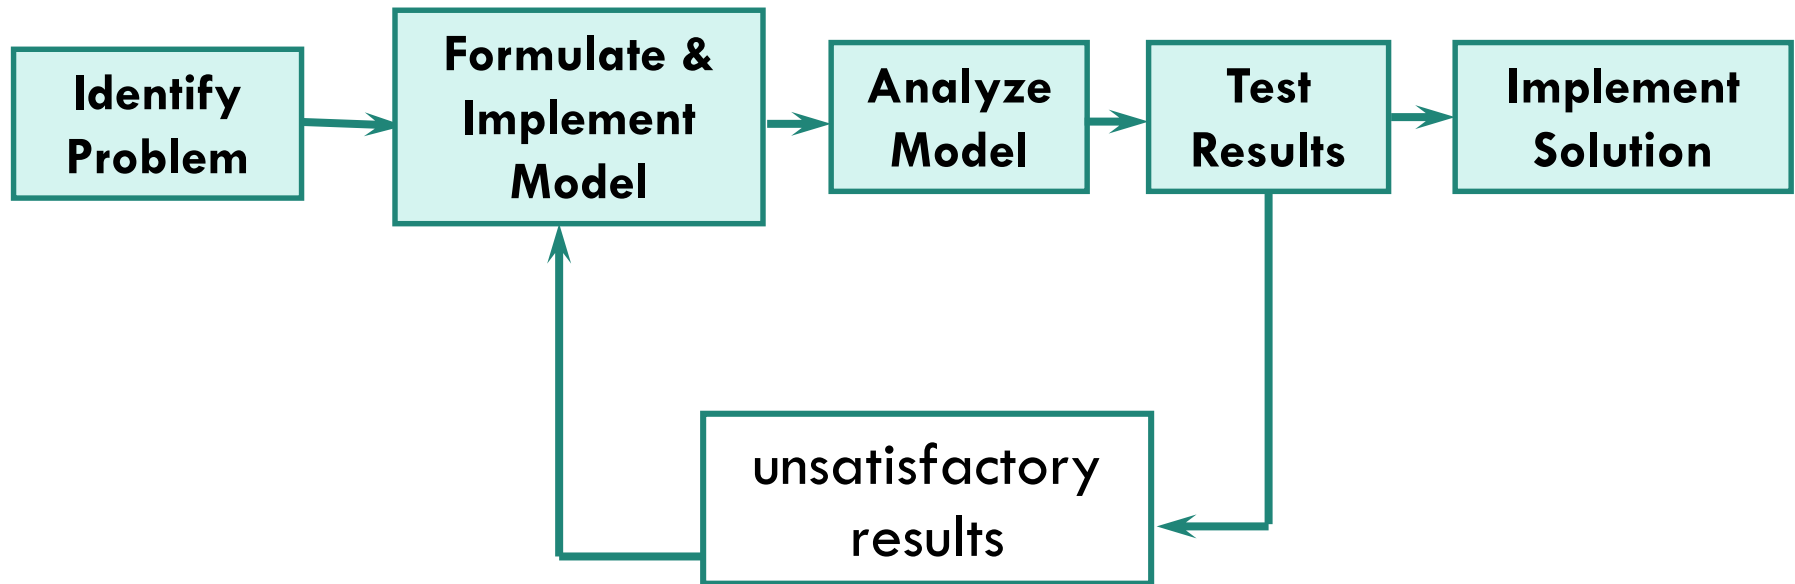 Identify
Problem
Formulate &
Implement
Model
Analyze
Model
Test
Results
Implement
Solution
unsatisfactory
results